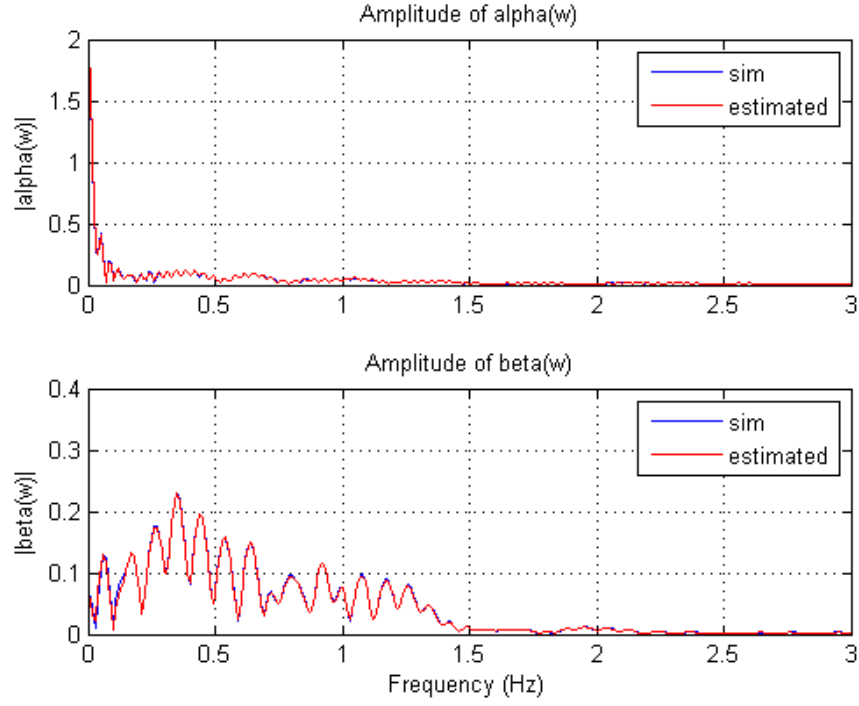 Amplitude of alpha(w)
2
1.5
1
0.5
0
|alpha(w)|
sim
estimated
0 0.5 1 1.5 2 2.5 3
Amplitude of beta(w)
0.4
0.3
0.2
0.1
0
|beta(w)|
sim
estimated
0 0.5 1 1.5 2 2.5 3
Frequency (Hz)